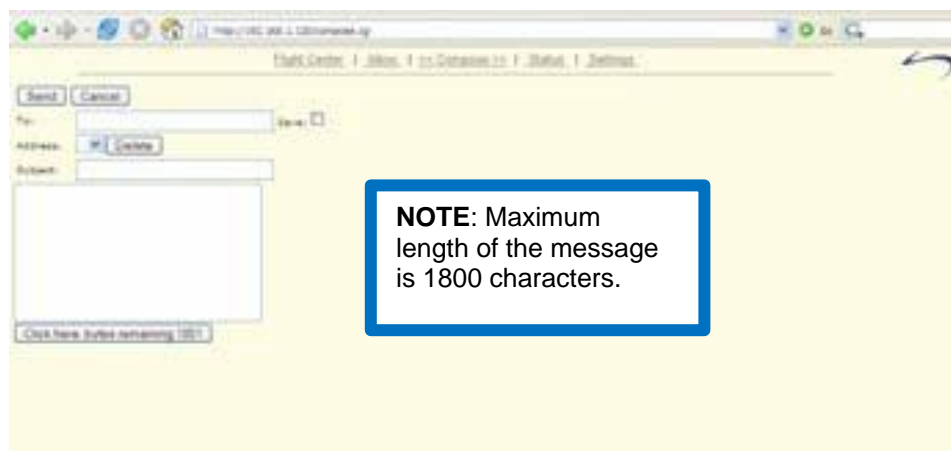 Flight Center | Inbox | >> Compose << | Status | Settings
Send Cancel
To: Save:
Address: Delete
Subject:
NOTE: Maximum
length of the message
is 1800 characters.
Click here, bytes remaining